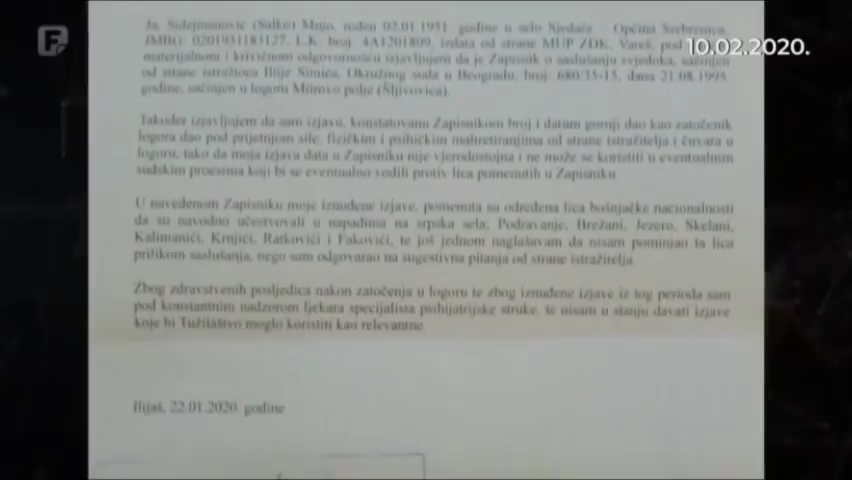 10.02.2020.
Ja, Sulejmanović (Salko) Mujo, rođen 02.01.1951. godine u selo Sjedača - Općina Srebrenica,
JMBG: 0201951183127, L.K. broj: 4A1201809, izdata od strane MUP ZDK, Vareš, pod
materijalnom i krivičnom odgovornošću izjavljujem da je Zapisnik o saslušanju svjedoka, sačinjen
od strane istražioca Ilije Simića, Okružnog suda u Beogradu, broj: 680/35-15, dana 21.08.1995.
godine, sačinjen u logoru Mitrovo polje (Šljivovica).
Također izjavljujem da sam izjavu, konstatovanu Zapisnikom broj i datum gornji dao kao zatočenik
logora dao pod prijetnjom sile, fizičkim i psihičkim maltretiranjima od strane istražitelja i čuvara u
logoru, tako da moja izjava data u Zapisniku nije vjerodostojna i ne može se koristiti u eventualnim
sudskim procesima koji bi se eventualno vodili protiv lica pomenutih u Zapisniku.
U navedenom Zapisniku moje iznuđene izjave, pomenuta su određena lica bošnjačke nacionalnosti
da su navodno učestvovali u napadima na srpska sela, Podravanje, Brežani, Jezero, Skelani,
Kalimanići, Krnjići, Ratkovići i Fakovići, te još jednom naglašavam da nisam pominjao ta lica
prilikom saslušanja, nego sam odgovarao na sugestivna pitanja od strane istražitelja.
Zbog zdravstvenih posljedica nakon zatočenja u logoru te zbog iznuđene izjave iz tog perioda sam
pod konstantnim nadzorom ljekara specijalista psihijatrijske struke, te nisam u stanju davati izjave
koje bi Tužilaštvo moglo koristiti kao relevantne.
Ilijaš, 22.01.2020. godine